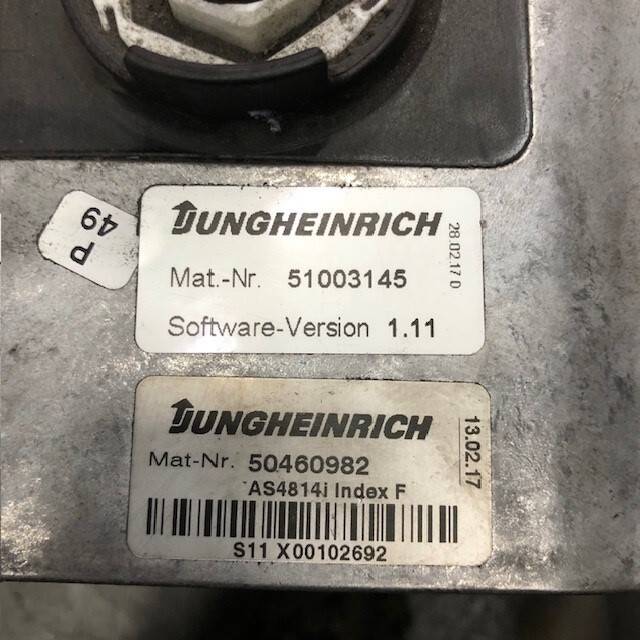 P
49
JUNGHEINRICH
28.02.17 0
Mat.-Nr. 51003145
Software-Version 1.11
JUNGHEINRICH
13.02.17
Mat-Nr. 50460982
AS4814i Index F
S11 X00102692